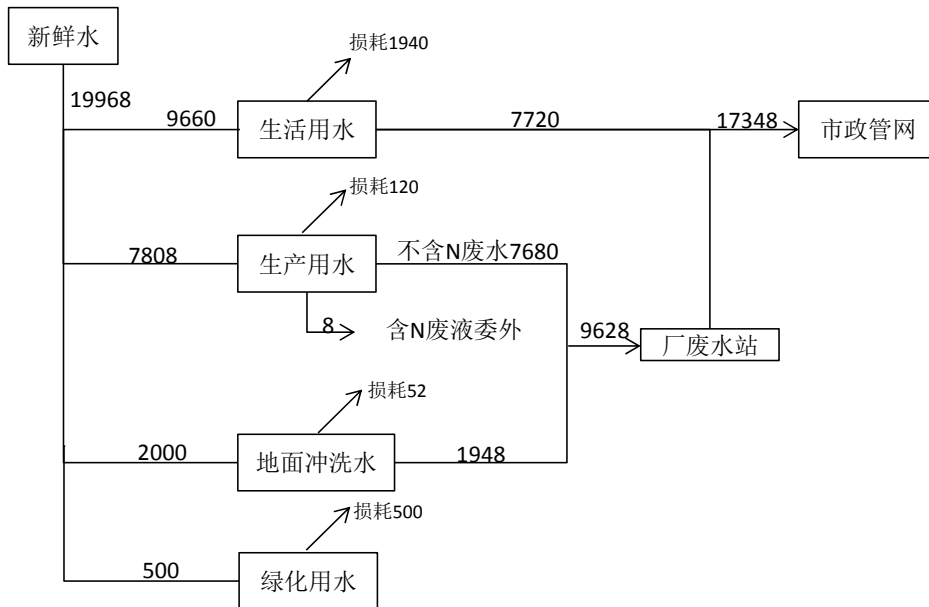 新鲜水
损耗1940
19968
9660
生活用水
7720
17348
市政管网
损耗120
7808
生产用水
不含N废水7680
8
含N废液委外
9628
厂废水站
损耗52
2000
地面冲洗水
1948
损耗500
500
绿化用水